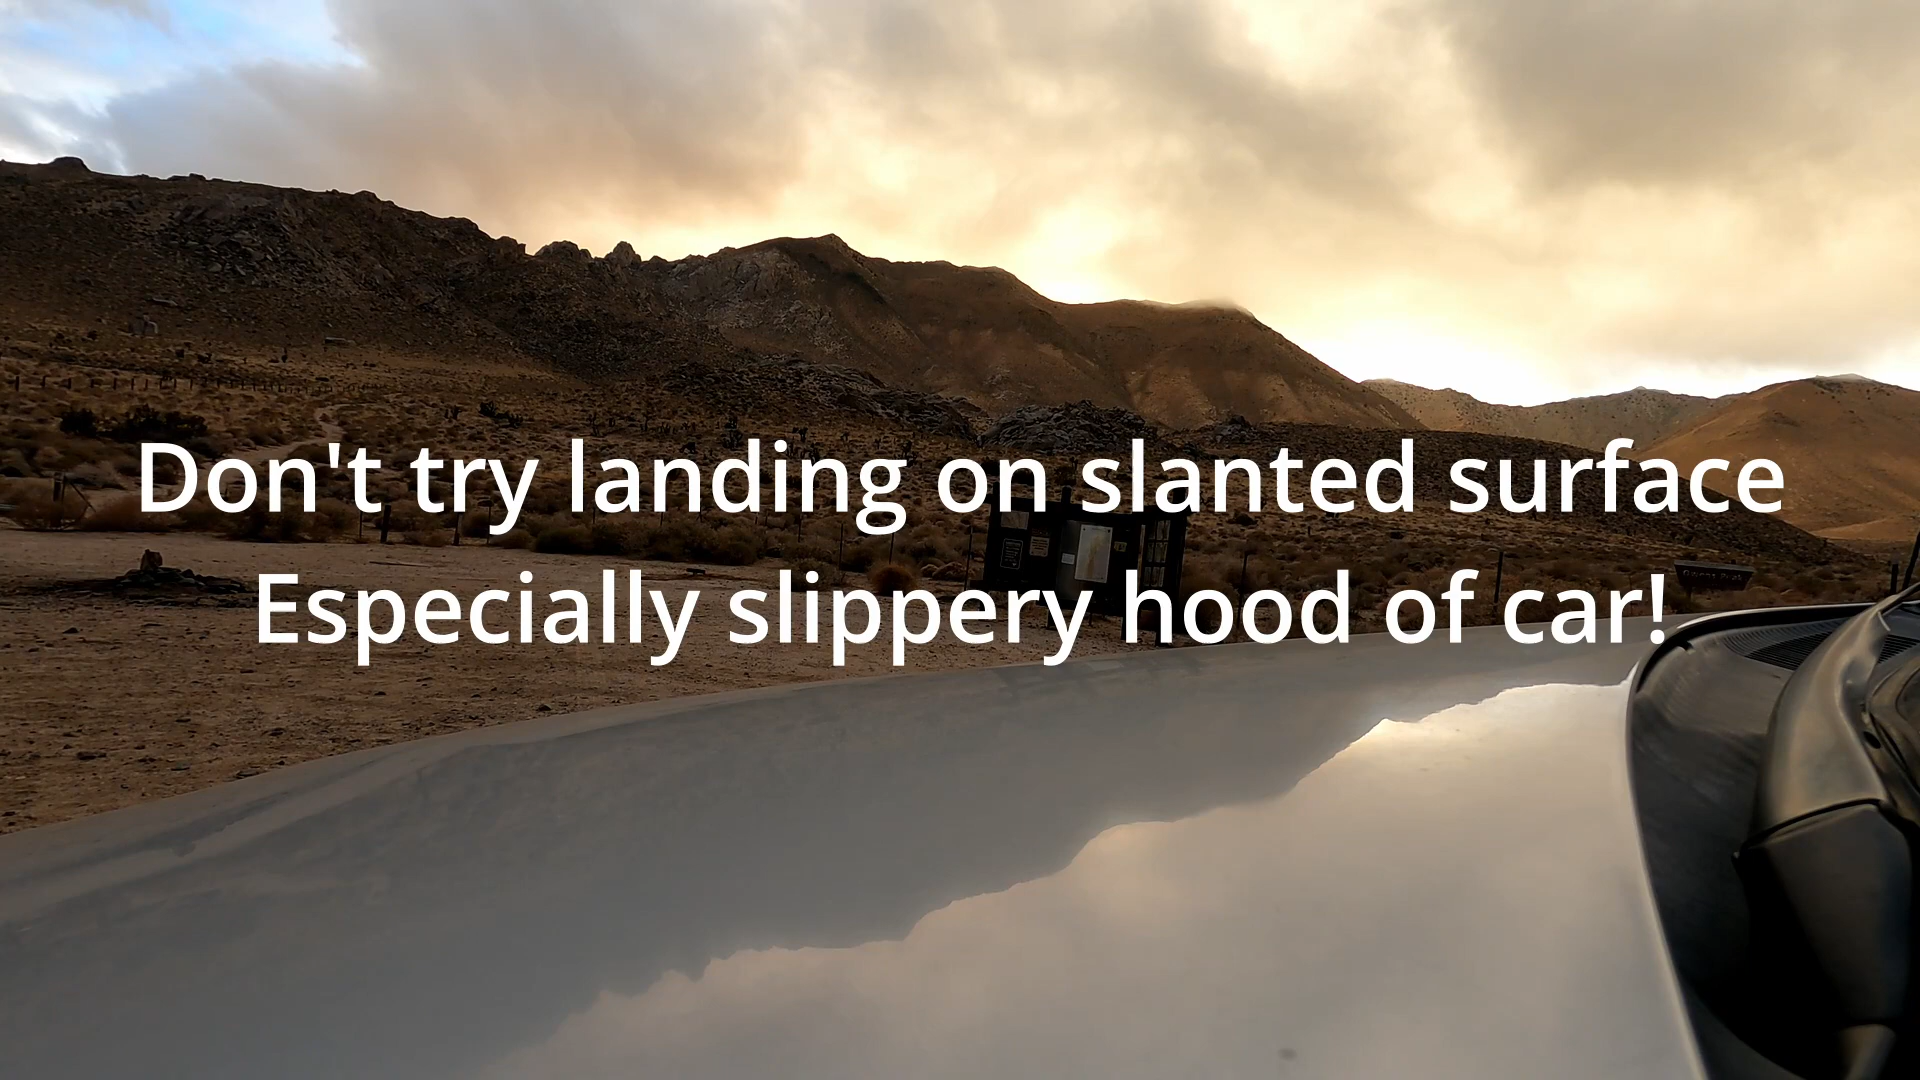 Don't try landing on slanted surface
Especially slippery hood of car!